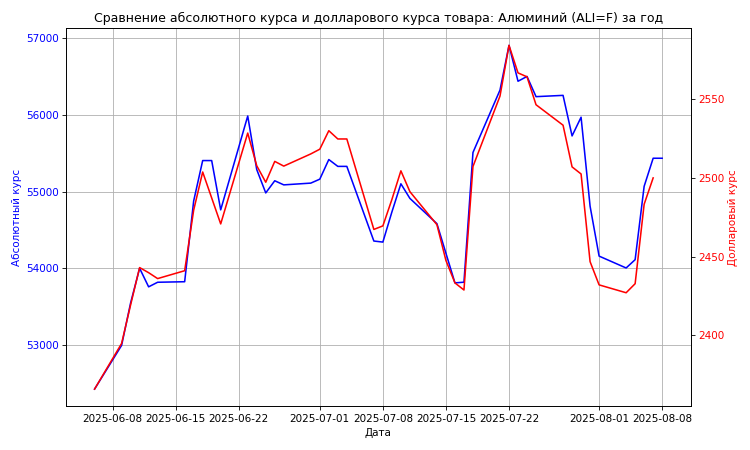 Сравнение абсолютного курса и долларового курса товара: Алюминий (ALI=F) за год
57000
56000
55000
54000
53000
Абсолютный курс
2550
2500
2450
2400
Долларовый курс
2025-06-08 2025-06-15 2025-06-22 2025-07-01 2025-07-08 2025-07-15 2025-07-22 2025-08-01 2025-08-08
Дата